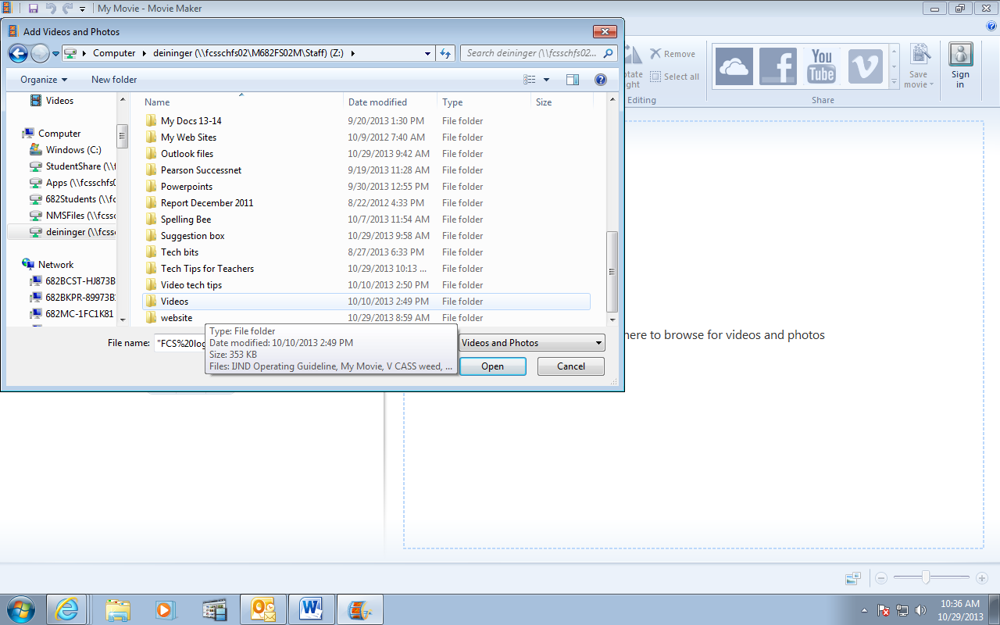 My Movie - Movie Maker
Add Videos and Photos
Computer deininger (\\fcsschfs02\M682FS02M\Staff) (Z:)
Search deininger (\\fcsschfs02...
Organize New folder
Remove
Select all
Editing
You
Tube
Share
Save
movie
Sign
in
Name Date modified Type Size
Videos
Computer
Windows (C:)
StudentShare (\\f
Apps (\\fcsschfs0
682Students (\\fc
NMSFiles (\\fcssc
deininger (\\fcss
Network
682BCST-HJ873B
682BKPR-89973B
682MC-1FC1K81
My Docs 13-14 9/20/2013 1:30 PM File folder
My Web Sites 10/9/2012 7:40 AM File folder
Outlook files 10/29/2013 9:42 AM File folder
Pearson Successnet 9/19/2013 11:28 AM File folder
Powerpoints 9/30/2013 12:55 PM File folder
Report December 2011 8/22/2012 4:33 PM File folder
Spelling Bee 10/7/2013 11:54 AM File folder
Suggestion box 10/29/2013 9:58 AM File folder
Tech bits 8/27/2013 6:33 PM File folder
Tech Tips for Teachers 10/29/2013 10:13 ... File folder
Video tech tips 10/10/2013 2:50 PM File folder
Videos 10/10/2013 2:49 PM File folder
website 10/29/2013 8:59 AM File folder
Type: File folder
Date modified: 10/10/2013 2:49 PM
Size: 353 KB
Files: IJND Operating Guideline, My Movie, V CASS weed, ...
File name: "FCS%20log
Videos and Photos
Open Cancel
here to browse for videos and photos
10:36 AM
10/29/2013